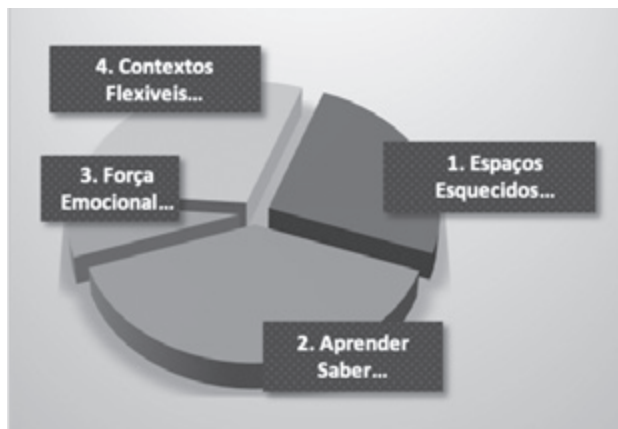 4. Contextos
Flexiveis...
1. Espaços
Esquecidos...
3. Força
Emocional...
2. Aprender
Saber...